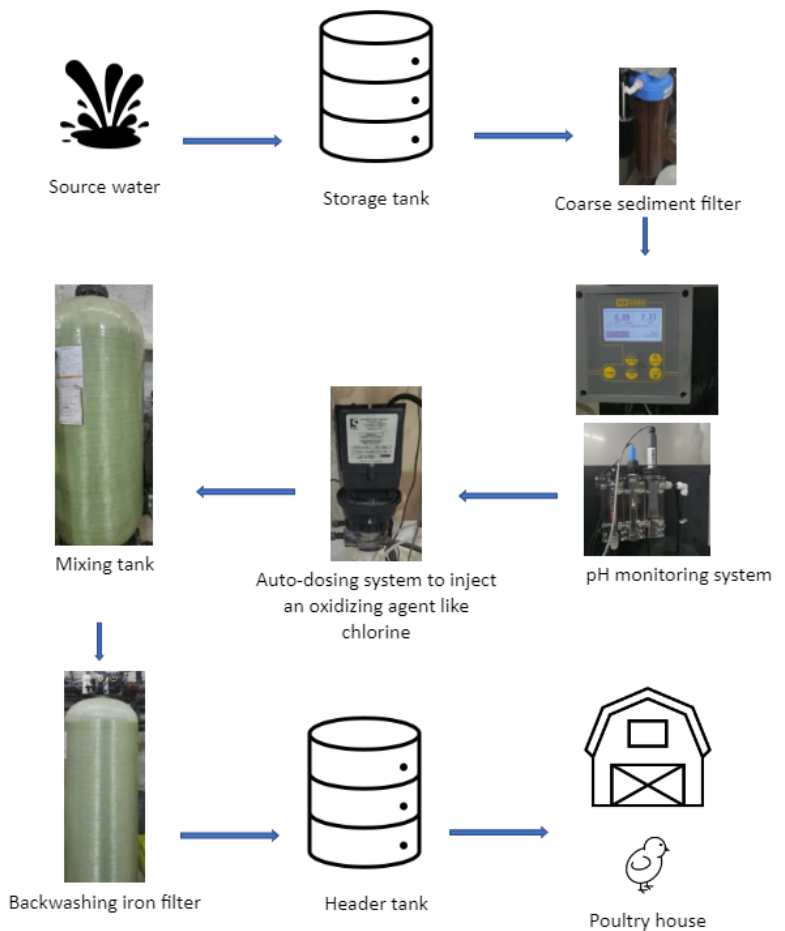 Source water
Storage tank
Coarse sediment filter
Mixing tank
Auto-dosing system to inject
an oxidizing agent like
chlorine
pH monitoring system
Backwashing iron filter
Header tank
Poultry house